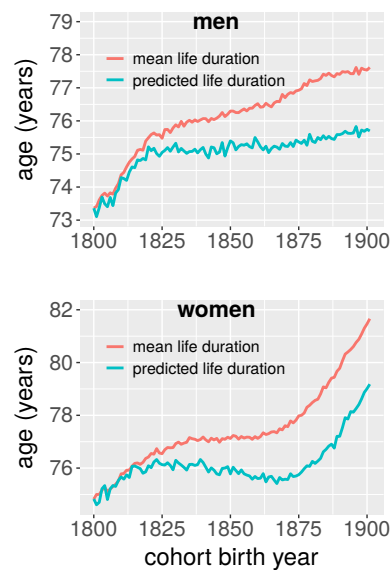 men
79
78
77
76
75
74
73
age (years)
mean life duration
predicted life duration
1800 1825 1850 1875 1900
women
82
80
78
76
age (years)
mean life duration
predicted life duration
1800 1825 1850 1875 1900
cohort birth year